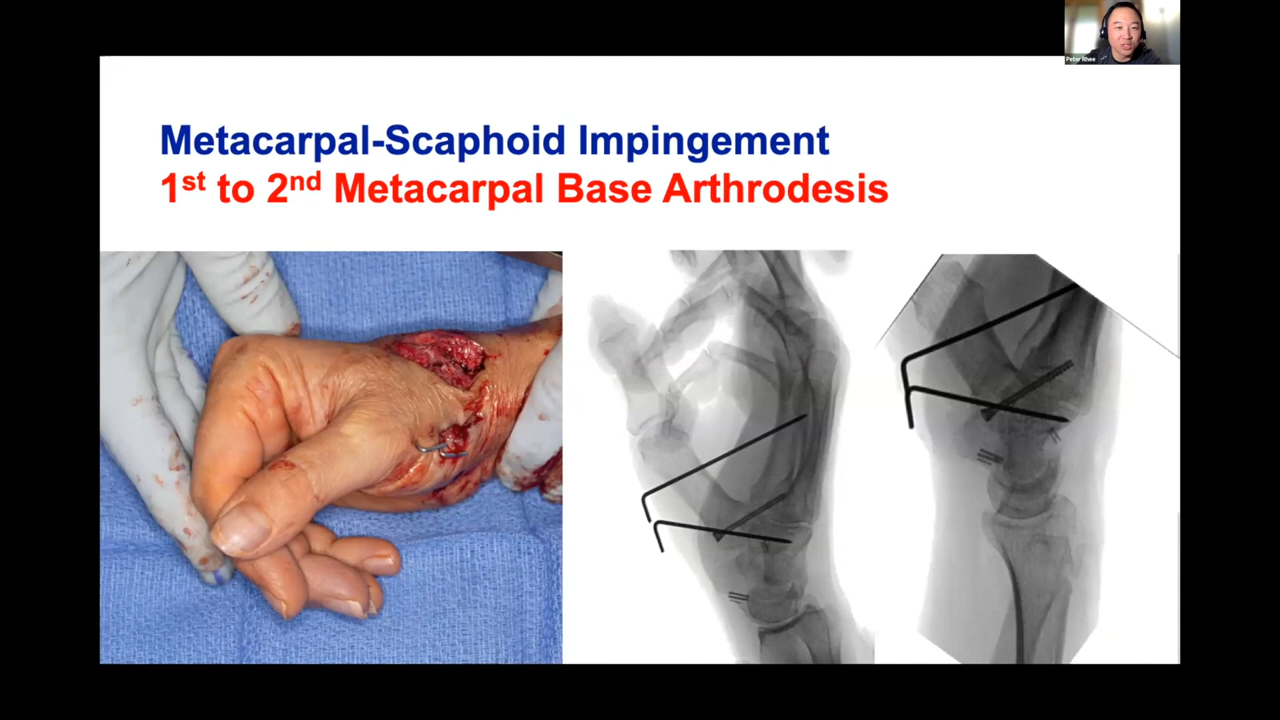 Peter Rhee
Metacarpal-Scaphoid Impingement
1st to 2nd Metacarpal Base Arthrodesis